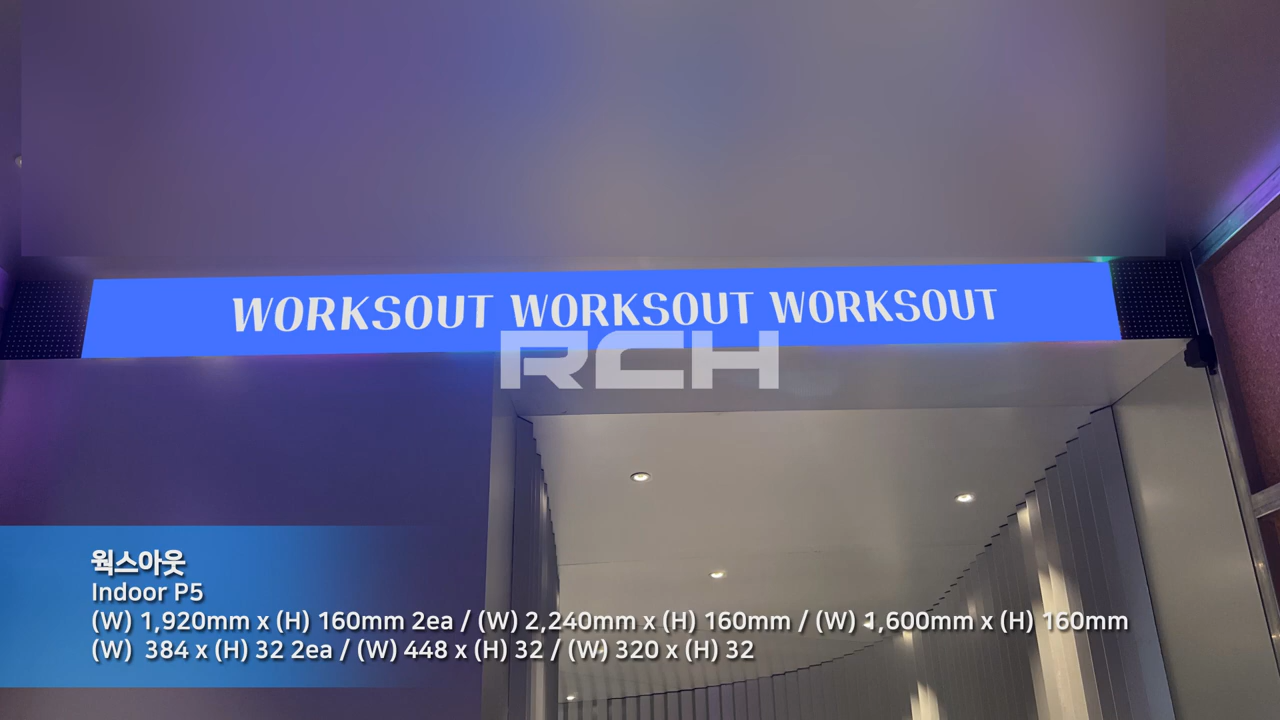 WORKSOUT WORKSOUT WORKSOUT
RCH
웍스아웃
Indoor P5
(W) 1,920mm x (H) 160mm 2ea / (W) 2,240mm x (H) 160mm / (W) 1,600mm x (H) 160mm
(W) 384 x (H) 32 2ea / (W) 448 x (H) 32 / (W) 320 x (H) 32